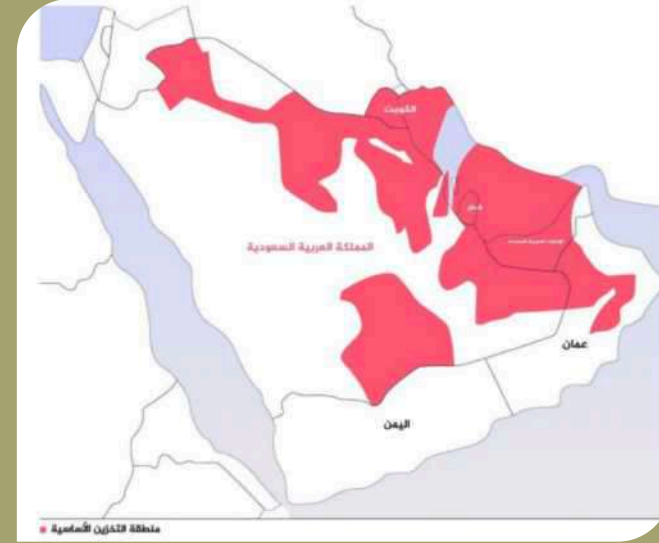 الكويت
قطر
المملكة العربية السعودية
الإمارات العربية المتحدة
عمان
اليمن
منطقة التخزين الأساسية